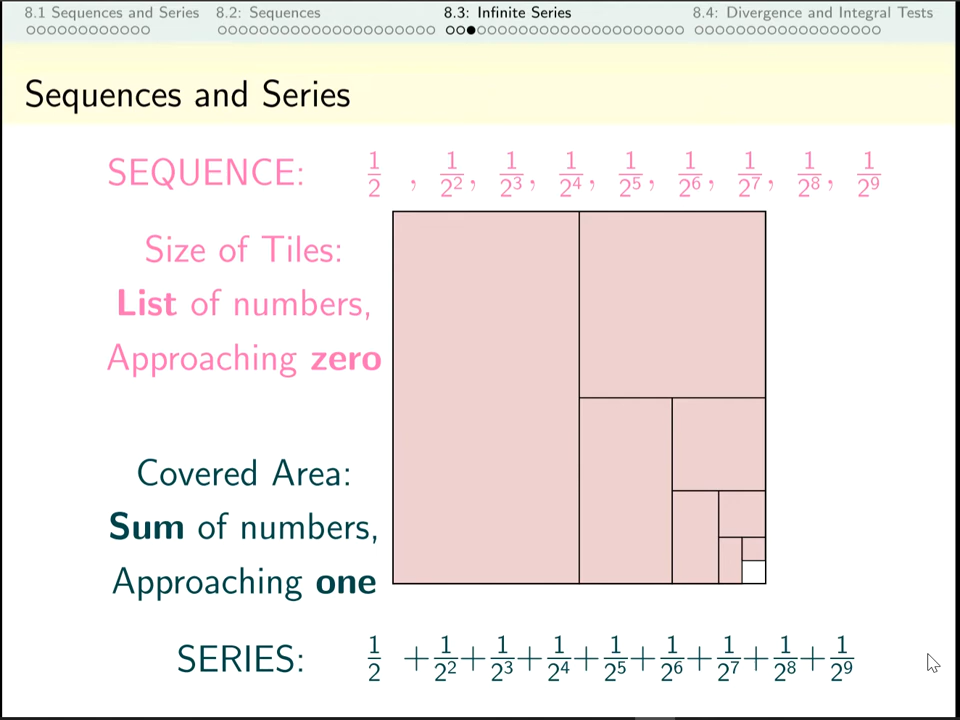 8.1 Sequences and Series 8.2: Sequences 8.3: Infinite Series 8.4: Divergence and Integral Tests
Sequences and Series
SEQUENCE: 1/2 , 1/2², 1/2³, 1/2⁴, 1/2⁵, 1/2⁶, 1/2⁷, 1/2⁸, 1/2⁹
Size of Tiles:
List of numbers,
Approaching zero
Covered Area:
Sum of numbers,
Approaching one
SERIES: 1/2 + 1/2² + 1/2³ + 1/2⁴ + 1/2⁵ + 1/2⁶ + 1/2⁷ + 1/2⁸ + 1/2⁹